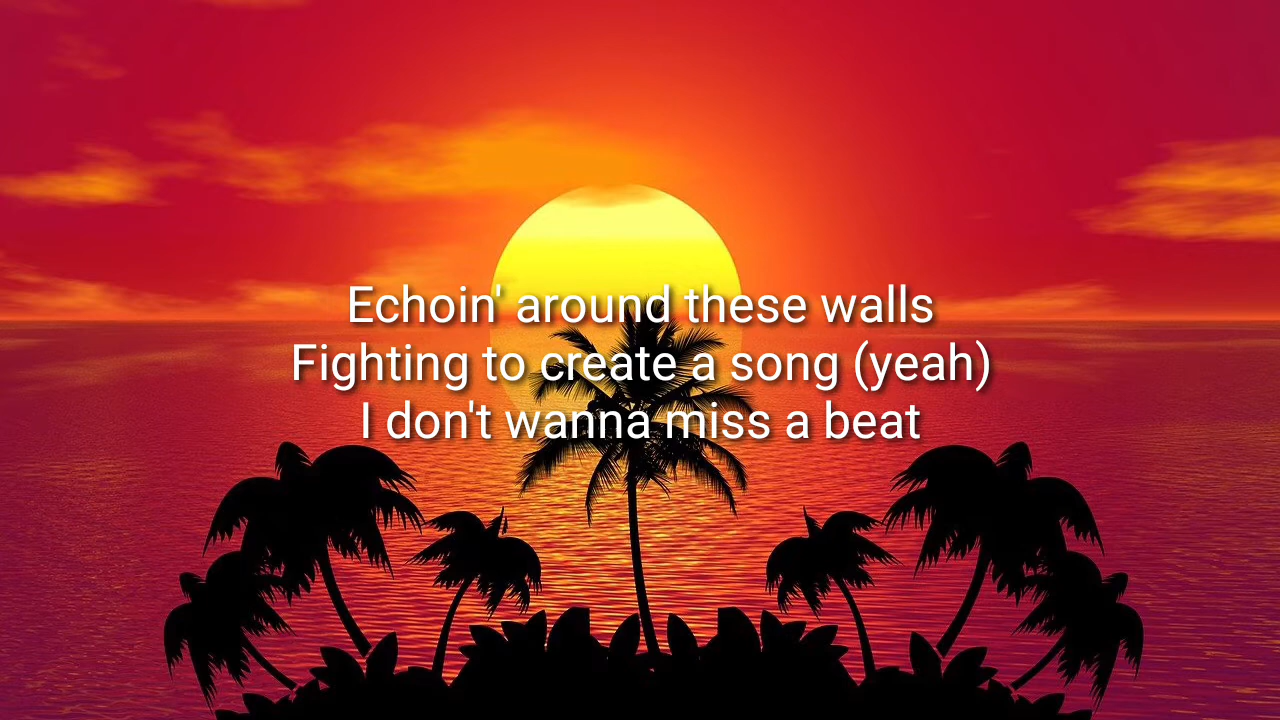 Echoin' around these walls
Fighting to create a song (yeah)
I don't wanna miss a beat